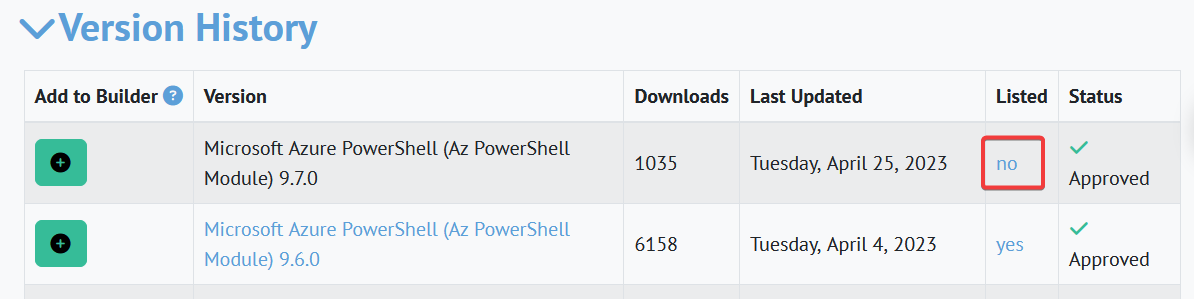 Version History
Add to Builder ? Version Downloads Last Updated Listed Status
Microsoft Azure PowerShell (Az PowerShell
Module) 9.7.0 1035 Tuesday, April 25, 2023 no Approved
Microsoft Azure PowerShell (Az PowerShell
Module) 9.6.0 6158 Tuesday, April 4, 2023 yes Approved